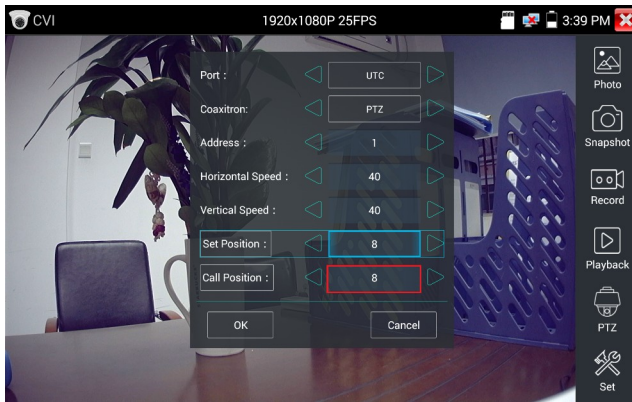 CVI 1920x1080P 25FPS 3:39 PM
Port : UTC
Coaxitron: PTZ
Address : 1
Horizontal Speed : 40
Vertical Speed : 40
Set Position : 8
Call Position : 8
OK Cancel
Photo
Snapshot
Record
Playback
PTZ
Set